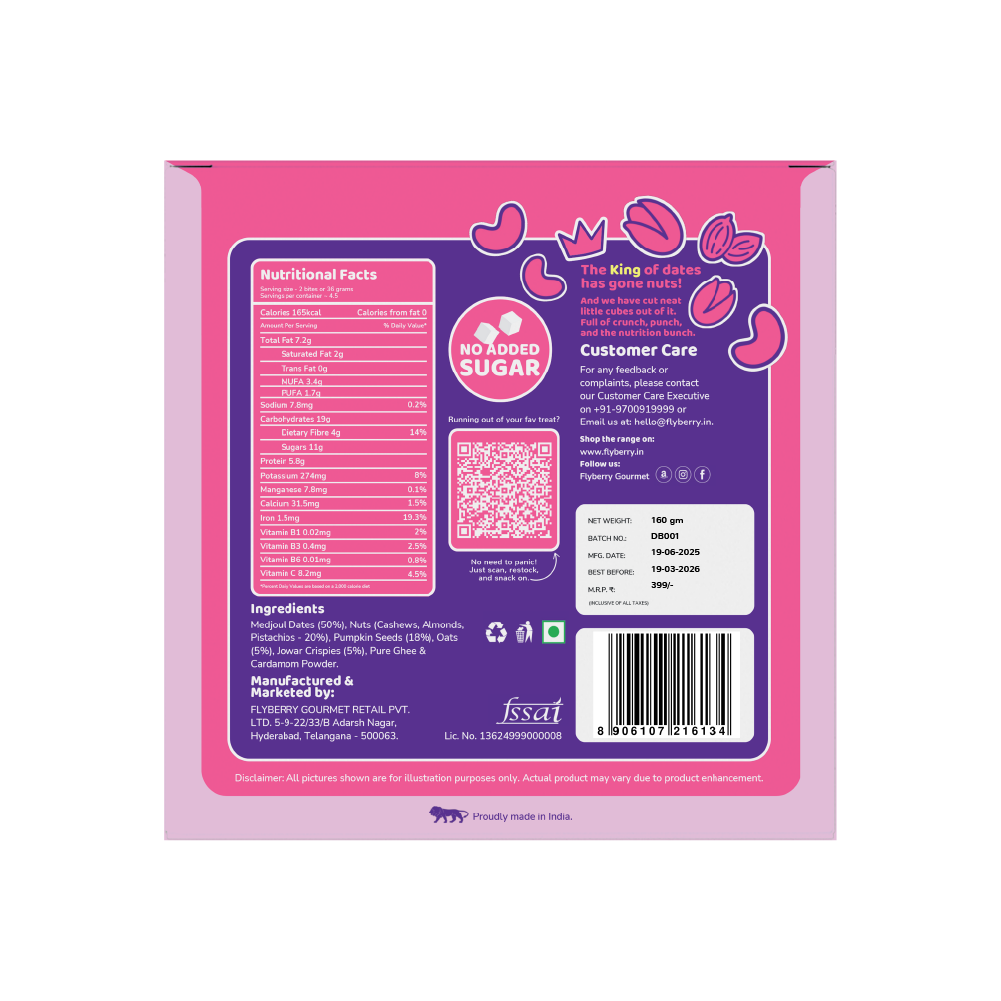 Nutritional Facts
Serving size - 2 bites or 36 grams
Servings per container – 4.5
Calories 165kcal Calories from fat 0
Amount Per Serving % Daily Value*
Total Fat 7.2g
Saturated Fat 2g
Trans Fat 0g
NUFA 3.4g
PUFA 1.7g
Sodium 7.8mg 0.2%
Carbohydrates 19g
Dietary Fibre 4g 14%
Sugars 11g
Protein 5.8g
Potassum 274mg 8%
Manganese 7.8mg 0.1%
Calcium 31.5mg 1.5%
Iron 1.5mg 19.3%
Vitamin B1 0.02mg 2%
Vitamin B3 0.4mg 2.5%
Vitamin B6 0.01mg 0.8%
Vitamin C 8.2mg 4.5%
*Percent Daily Values are based on a 2,000 calorie diet
Ingredients
Medjoul Dates (50%), Nuts (Cashews, Almonds,
Pistachios - 20%), Pumpkin Seeds (18%), Oats
(5%), Jowar Crispies (5%), Pure Ghee &
Cardamom Powder.
Manufactured &
Marketed by:
FLYBERRY GOURMET RETAIL PVT.
LTD. 5-9-22/33/B Adarsh Nagar,
Hyderabad, Telangana - 500063.
NO ADDED
SUGAR
Running out of your fav treat?
No need to panic!
Just scan, restock,
and snack on.
fssai
Lic. No. 13624999000008
The King of dates
has gone nuts!
And we have cut neat
little cubes out of it.
Full of crunch, punch,
and the nutrition bunch.
Customer Care
For any feedback or
complaints, please contact
our Customer Care Executive
on +91-9700919999 or
Email us at: hello@flyberry.in.
Shop the range on:
www.flyberry.in
Follow us:
Flyberry Gourmet
NET WEIGHT: 160 gm
BATCH NO.: DB001
MFG. DATE: 19-06-2025
BEST BEFORE: 19-03-2026
M.R.P. ₹: 399/-
(INCLUSIVE OF ALL TAXES)
8 906107 216134
Disclaimer: All pictures shown are for illustration purposes only. Actual product may vary due to product enhancement.
Proudly made in India.